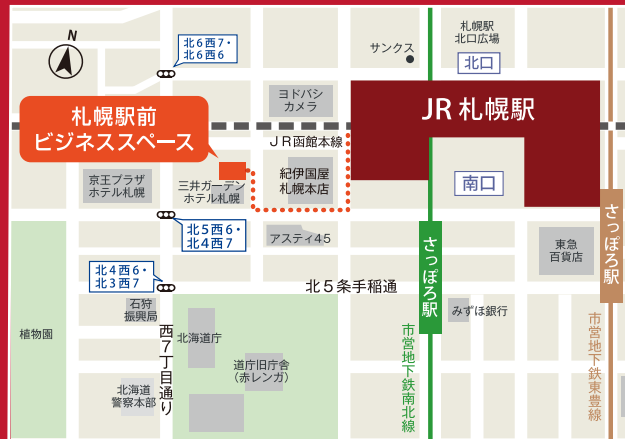 N
北6西7・
北6西6
サンクス
札幌駅
北口広場
北口
ヨドバシ
カメラ
JR 札幌駅
札幌駅前
ビジネススペース
JR函館本線
京王プラザ
ホテル札幌
三井ガーデン
ホテル札幌
紀伊国屋
札幌本店
南口
北5西6・
北4西7
アスティ45
さっぽろ駅
さっぽろ駅
東急
百貨店
北4西6・
北3西7
北5条手稲通
石狩
振興局
みずほ銀行
植物園
西7丁目通り
北海道庁
道庁旧庁舎
(赤レンガ)
市営地下鉄南北線
市営地下鉄東豊線
北海道
警察本部